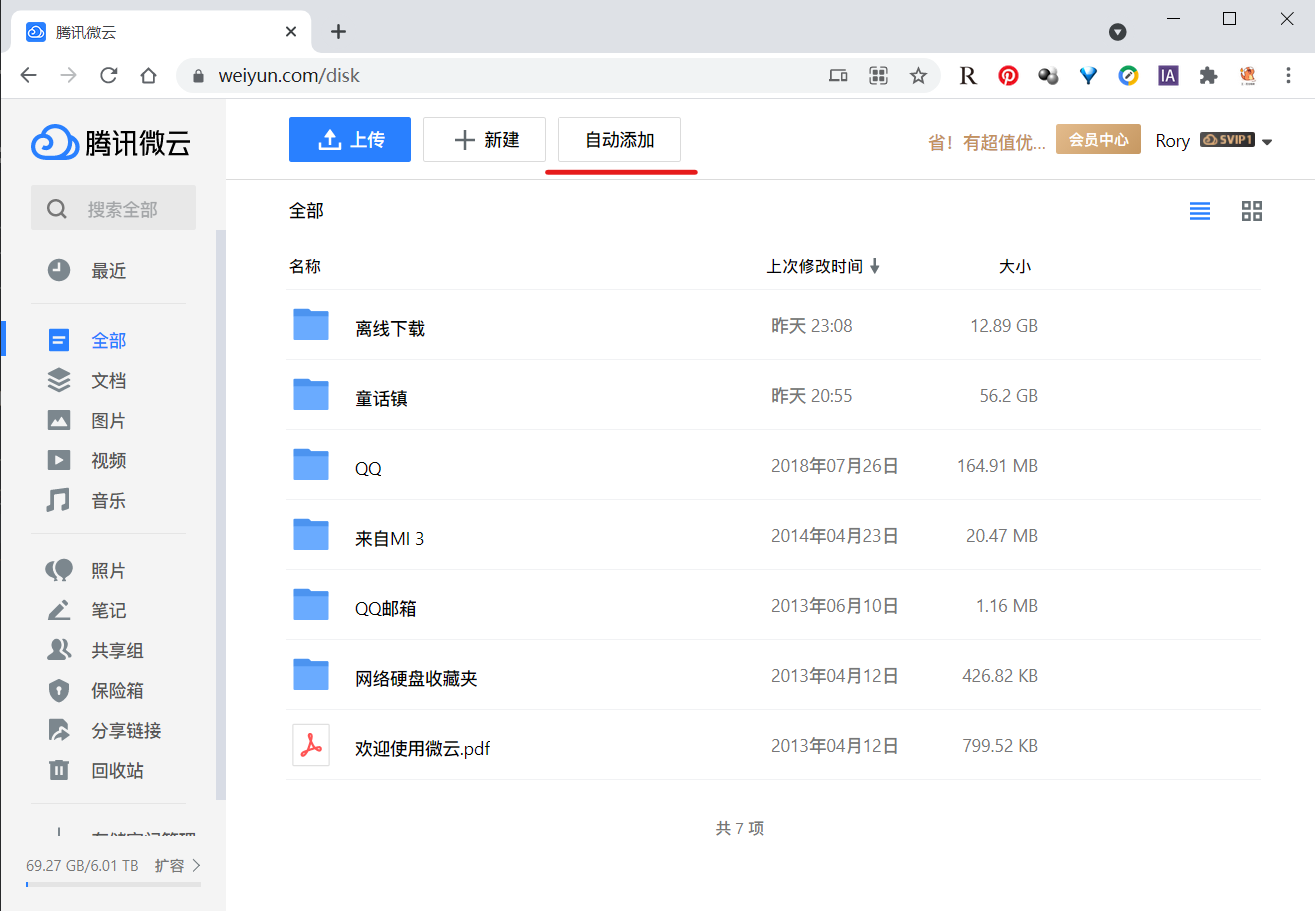 腾讯微云
weiyun.com/disk
R
IA
腾讯微云
上传
新建
自动添加
省！有超值优...
会员中心
Rory
SVIP1
搜索全部
最近
全部
文档
图片
视频
音乐
照片
笔记
共享组
保险箱
分享链接
回收站
69.27 GB/6.01 TB
扩容
全部
名称 上次修改时间 大小
离线下载 昨天 23:08 12.89 GB
童话镇 昨天 20:55 56.2 GB
QQ 2018年07月26日 164.91 MB
来自MI 3 2014年04月23日 20.47 MB
QQ邮箱 2013年06月10日 1.16 MB
网络硬盘收藏夹 2013年04月12日 426.82 KB
欢迎使用微云.pdf 2013年04月12日 799.52 KB
共 7 项